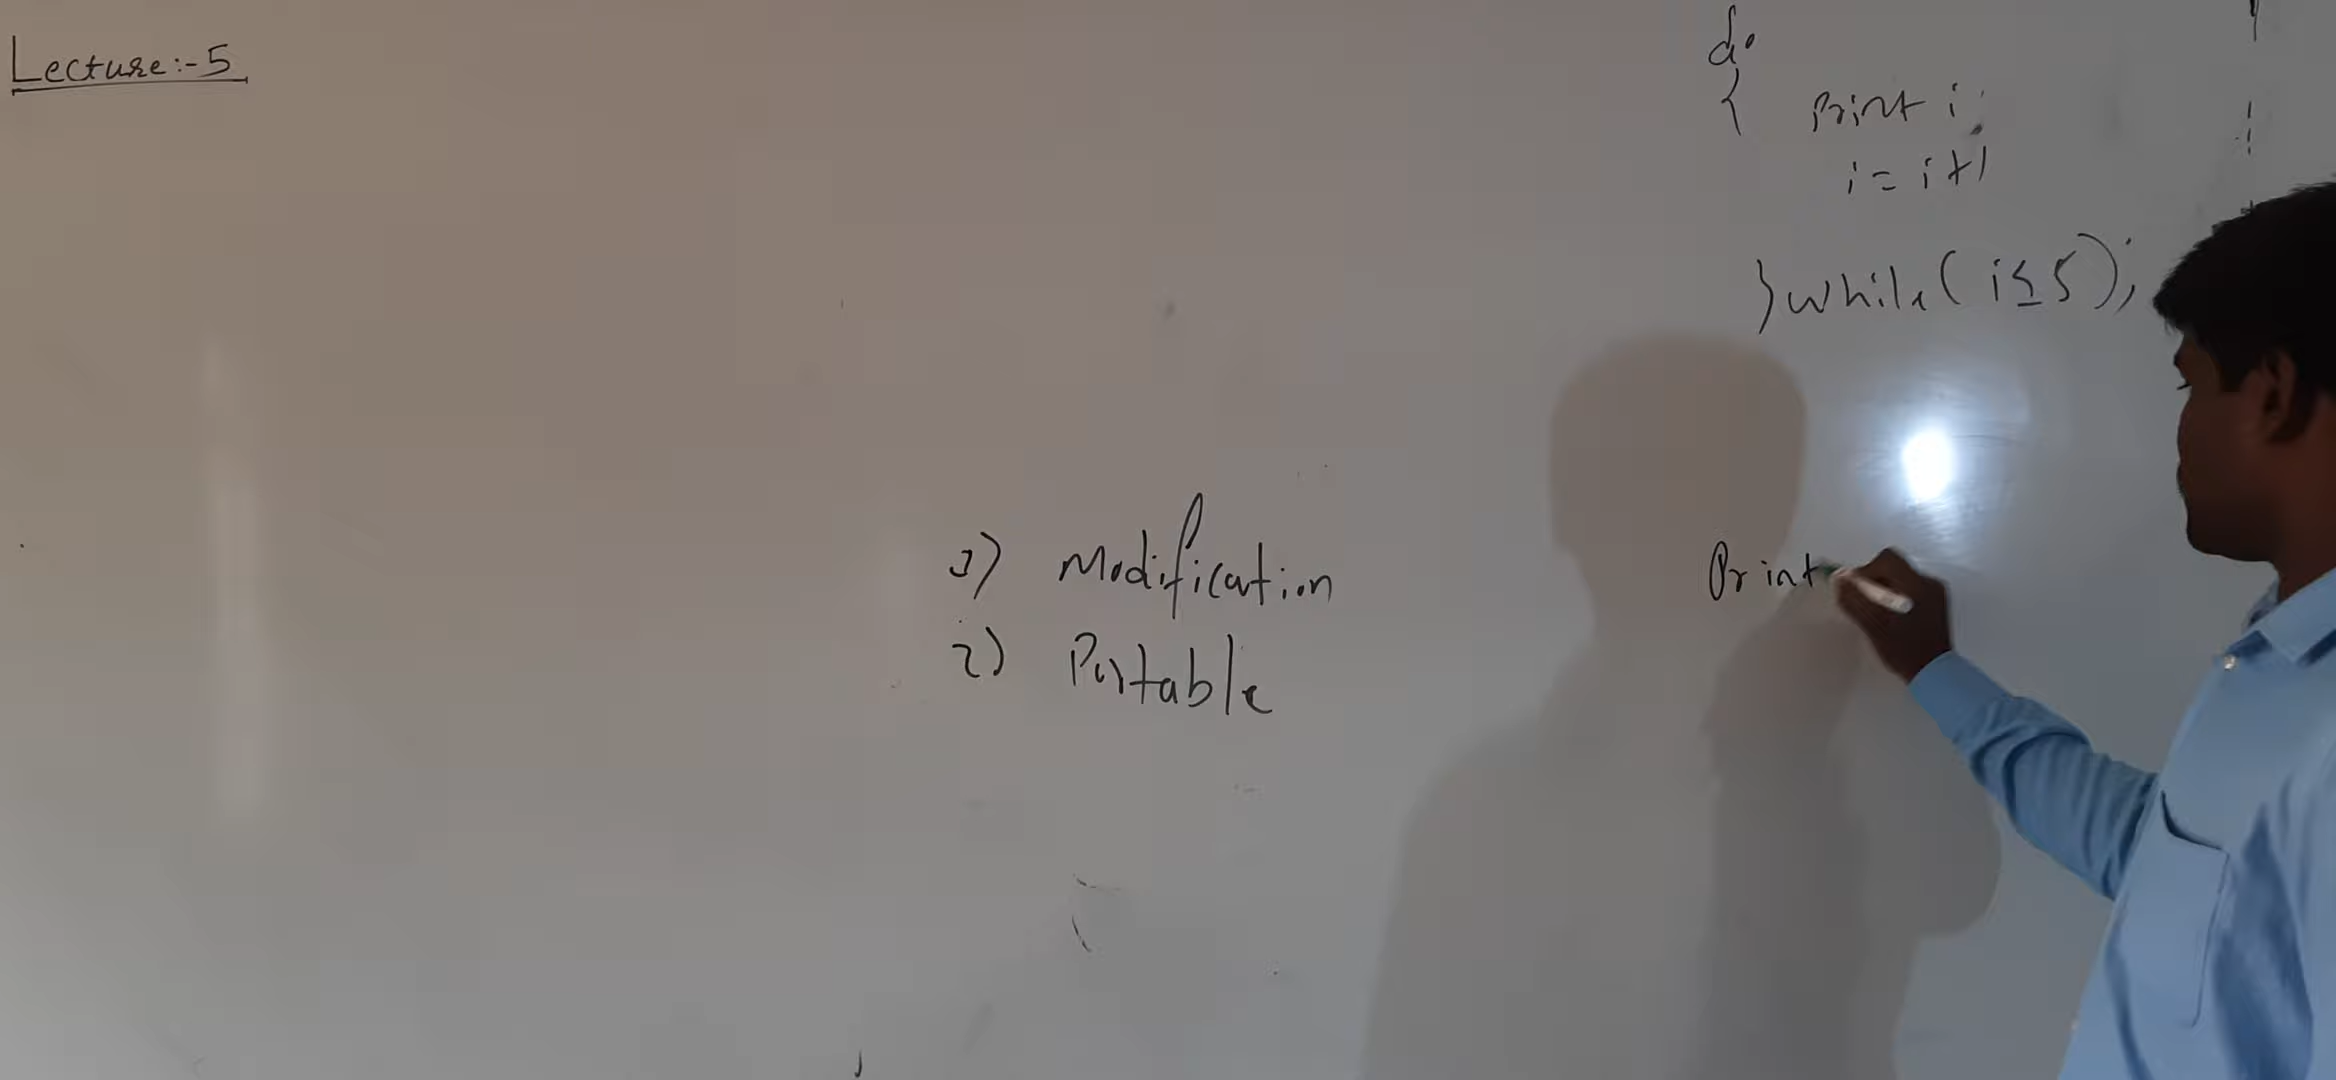 Lecture:-5
do
{ Print i;
i = i+1
}while(i≤5);
1) Modification
2) Portable
Print